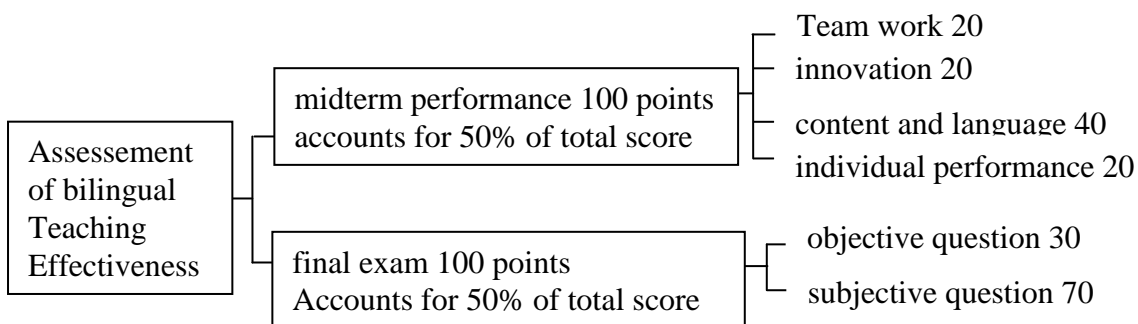 Assessement
of bilingual
Teaching
Effectiveness
midterm performance 100 points
accounts for 50% of total score
Team work 20
innovation 20
content and language 40
individual performance 20
final exam 100 points
Accounts for 50% of total score
objective question 30
subjective question 70